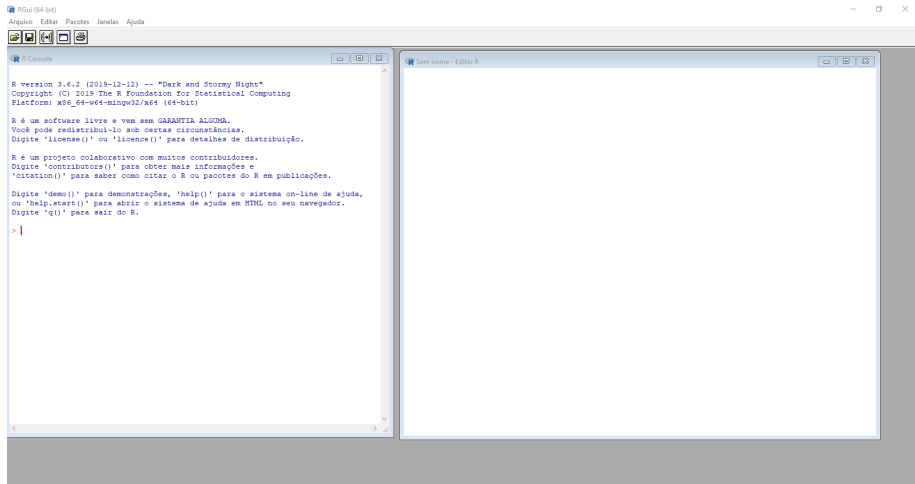 RGui (64-bit)
Arquivo Editar Pacotes Janelas Ajuda
R Console
R version 3.6.2 (2019-12-12) -- "Dark and Stormy Night"
Copyright (C) 2019 The R Foundation for Statistical Computing
Platform: x86_64-w64-mingw32/x64 (64-bit)
R é um software livre e vem sem GARANTIA ALGUMA.
Você pode redistribuí-lo sob certas circunstâncias.
Digite 'license()' ou 'licence()' para detalhes de distribuição.
R é um projeto colaborativo com muitos contribuidores.
Digite 'contributors()' para obter mais informações e
'citation()' para saber como citar o R ou pacotes do R em publicações.
Digite 'demo()' para demonstrações, 'help()' para o sistema on-line de ajuda,
ou 'help.start()' para abrir o sistema de ajuda em HTML no seu navegador.
Digite 'q()' para sair do R.
>
Sem nome - Editor R